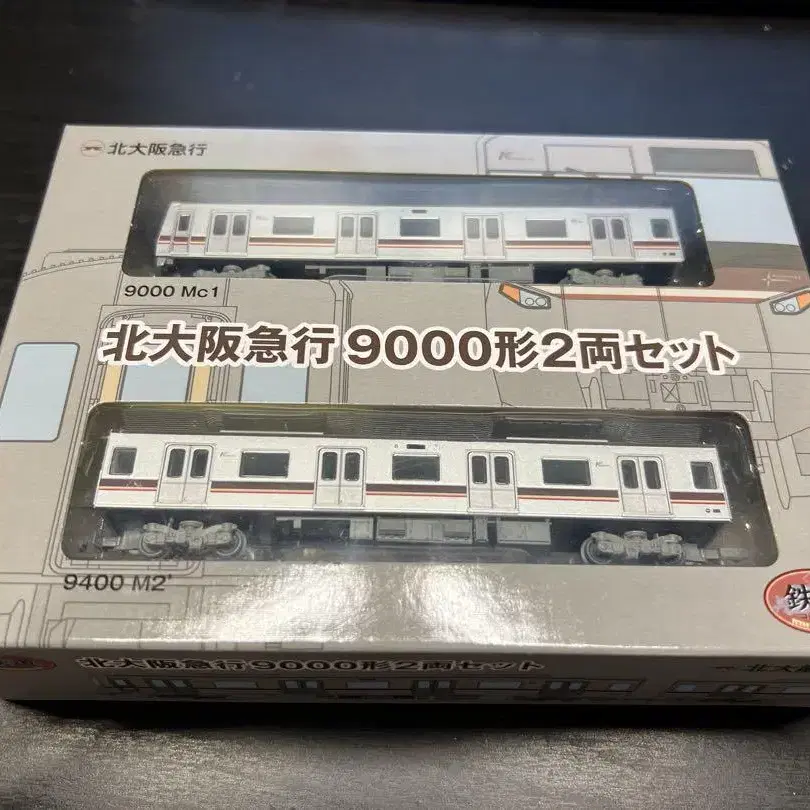 北大阪急行
9000 Mc1
北大阪急行 9000形2両セット
9400 M2'
鉄
北大阪急行9000形2両セット
北大阪